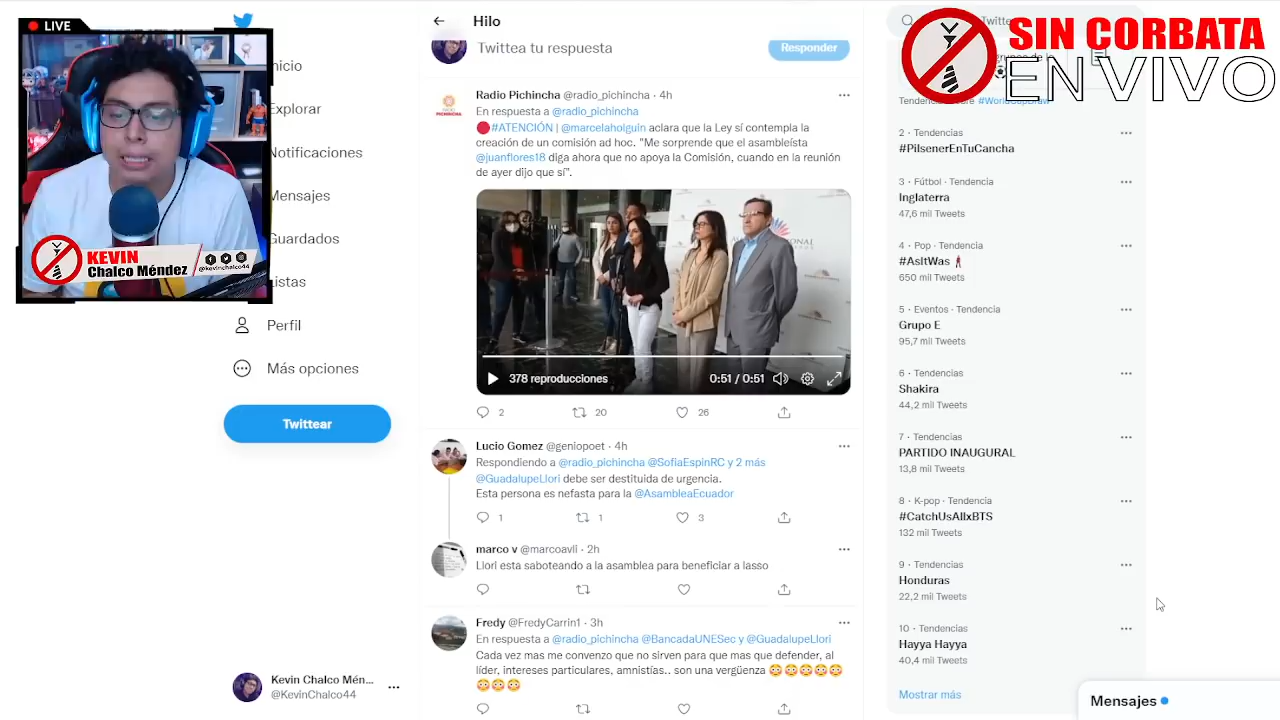 LIVE
KEVIN
Chalco Méndez
@kevinchalco44
Inicio
Explorar
Notificaciones
Mensajes
Guardados
Listas
Perfil
Más opciones
Twittear
Kevin Chalco Mén...
@KevinChalco44
Hilo
Twittea tu respuesta
Responder
Radio Pichincha @radio_pichincha · 4h
En respuesta a @radio_pichincha
#ATENCIÓN | @marcelaholguin aclara que la Ley sí contempla la
creación de un comisión ad hoc. "Me sorprende que el asambleísta
@juanflores18 diga ahora que no apoya la Comisión, cuando en la reunión
de ayer dijo que sí".
378 reproducciones
0:51 / 0:51
2 20 26
Lucio Gomez @geniopoet · 4h
Respondiendo a @radio_pichincha @SofiaEspinRC y 2 más
@GuadalupeLlori debe ser destituida de urgencia.
Esta persona es nefasta para la @AsambleaEcuador
1 1 3
marco v @marcoavli · 2h
Llori esta saboteando a la asamblea para beneficiar a lasso
Fredy @FredyCarrin1 · 3h
En respuesta a @radio_pichincha @BancadaUNESec y @GuadalupeLlori
Cada vez mas me convenzo que no sirven para que mas que defender, al
líder, intereses particulares, amnistías.. son una vergüenza 😳😳😳😳😳
😳😳😳
SIN CORBATA
EN VIVO
#WorldCupDraw
2 · Tendencias
#PilsenerEnTuCancha
3 · Fútbol · Tendencia
Inglaterra
47,6 mil Tweets
4 · Pop · Tendencia
#AsItWas
650 mil Tweets
5 · Eventos · Tendencia
Grupo E
95,7 mil Tweets
6 · Tendencias
Shakira
44,2 mil Tweets
7 · Tendencias
PARTIDO INAUGURAL
13,8 mil Tweets
8 · K-pop · Tendencia
#CatchUsAllxBTS
132 mil Tweets
9 · Tendencias
Honduras
22,2 mil Tweets
10 · Tendencias
Hayya Hayya
40,4 mil Tweets
Mostrar más
Mensajes